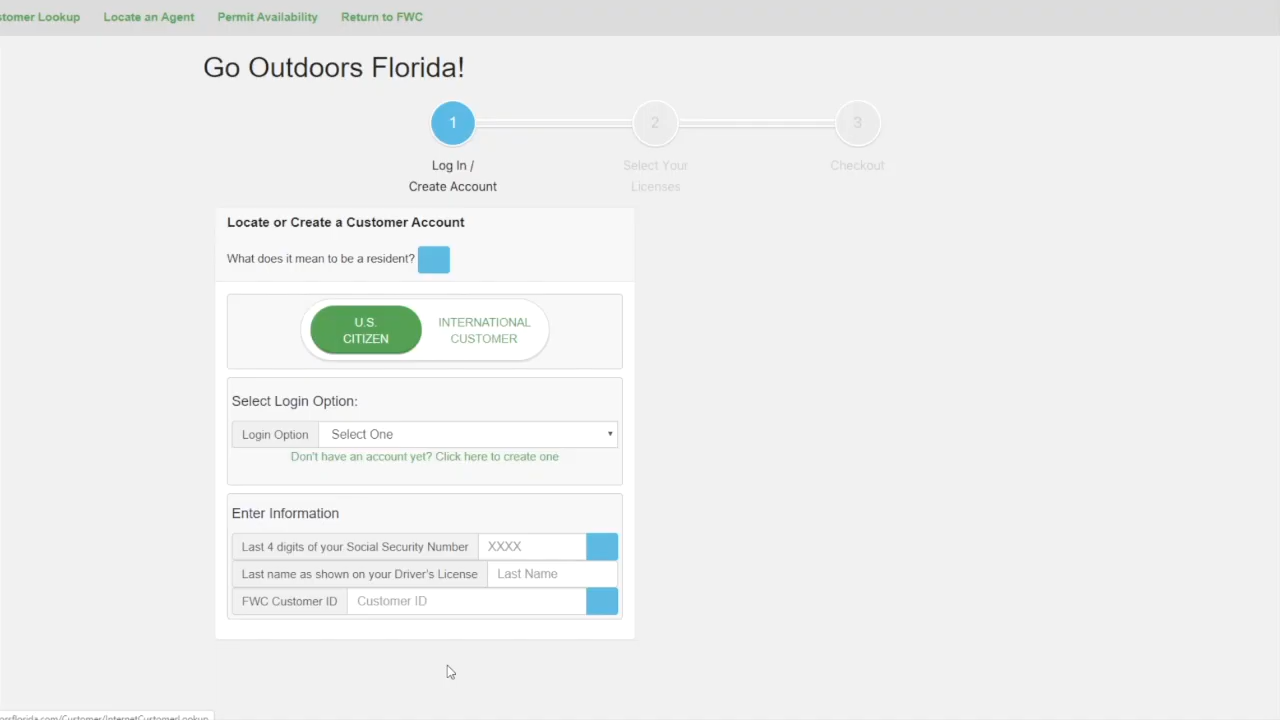 Lookup
Locate an Agent
Permit Availability
Return to FWC
Go Outdoors Florida!
1
2
3
Log In /
Create Account
Select Your
Licenses
Checkout
Locate or Create a Customer Account
What does it mean to be a resident?
U.S.
CITIZEN
INTERNATIONAL
CUSTOMER
Select Login Option:
Login Option
Select One
Don't have an account yet? Click here to create one
Enter Information
Last 4 digits of your Social Security Number
XXXX
Last name as shown on your Driver's License
Last Name
FWC Customer ID
Customer ID